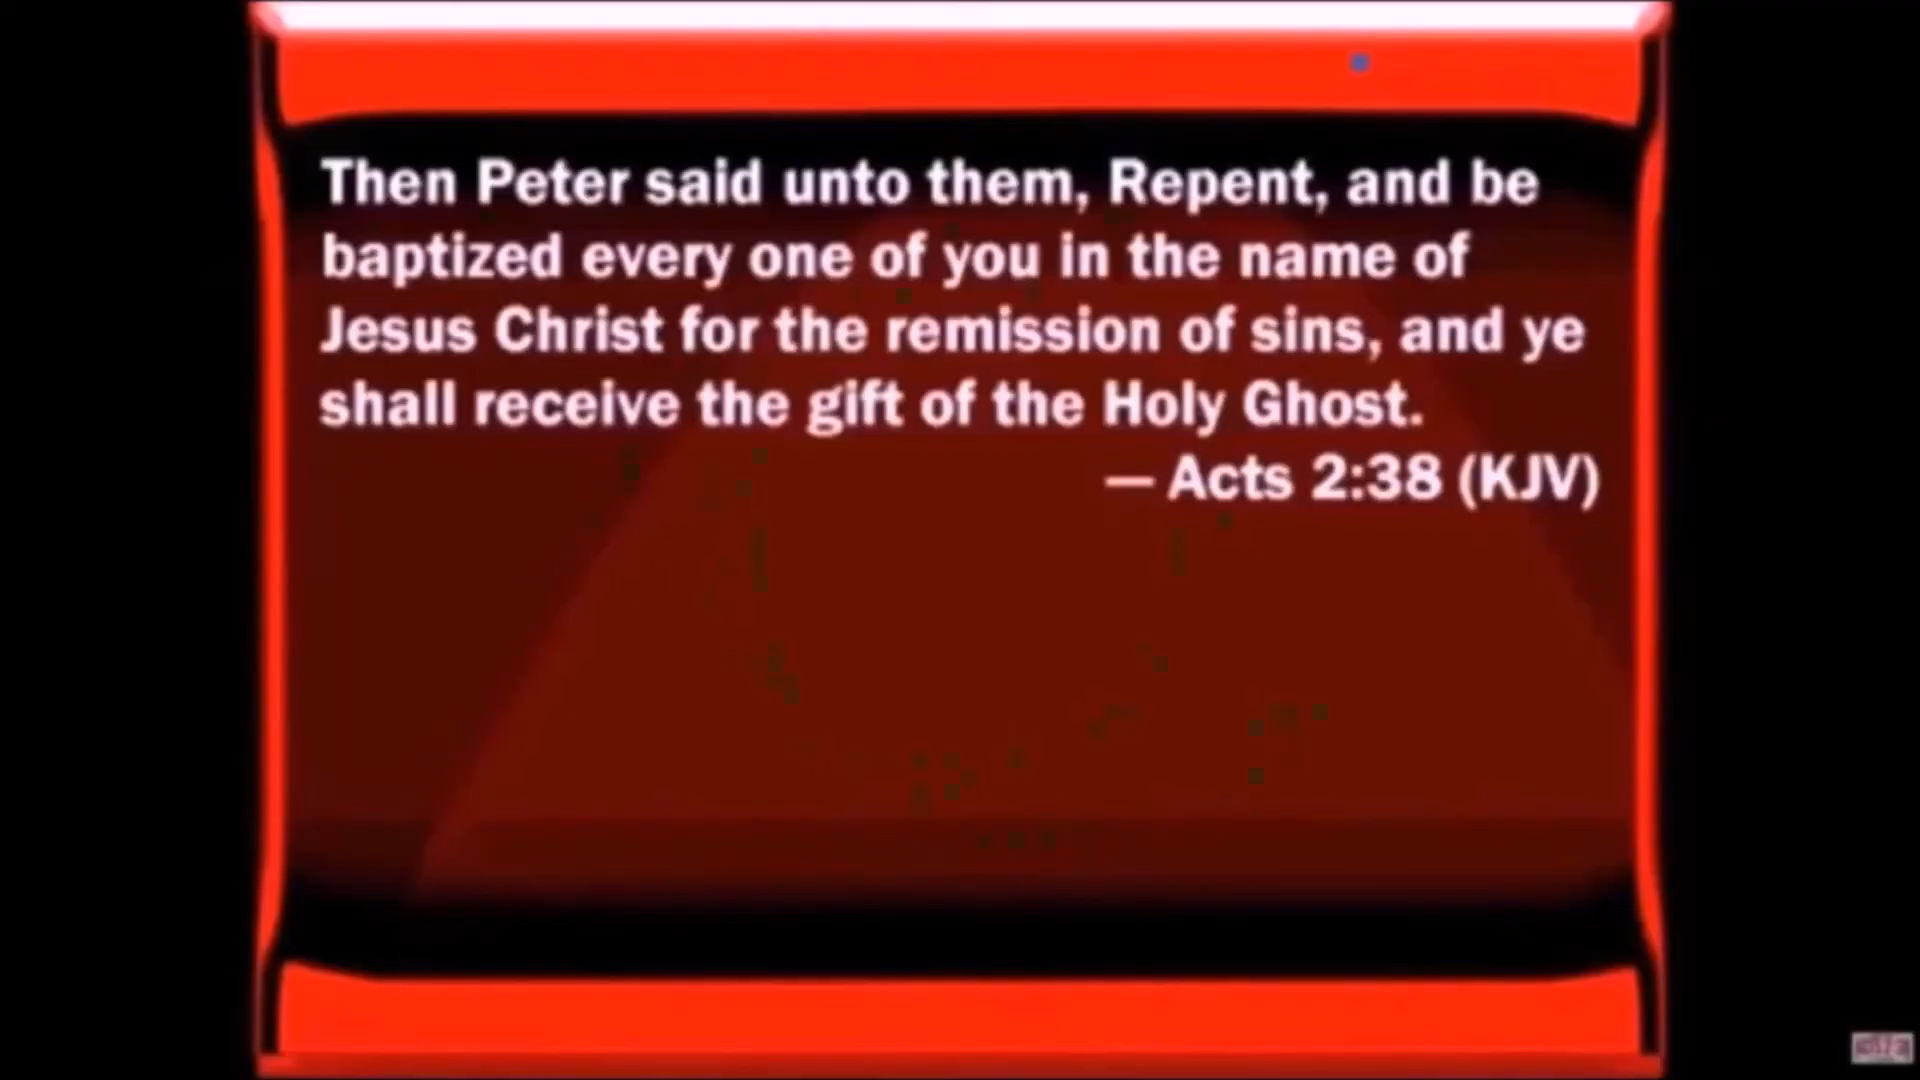 Then Peter said unto them, Repent, and be
baptized every one of you in the name of
Jesus Christ for the remission of sins, and ye
shall receive the gift of the Holy Ghost.
— Acts 2:38 (KJV)